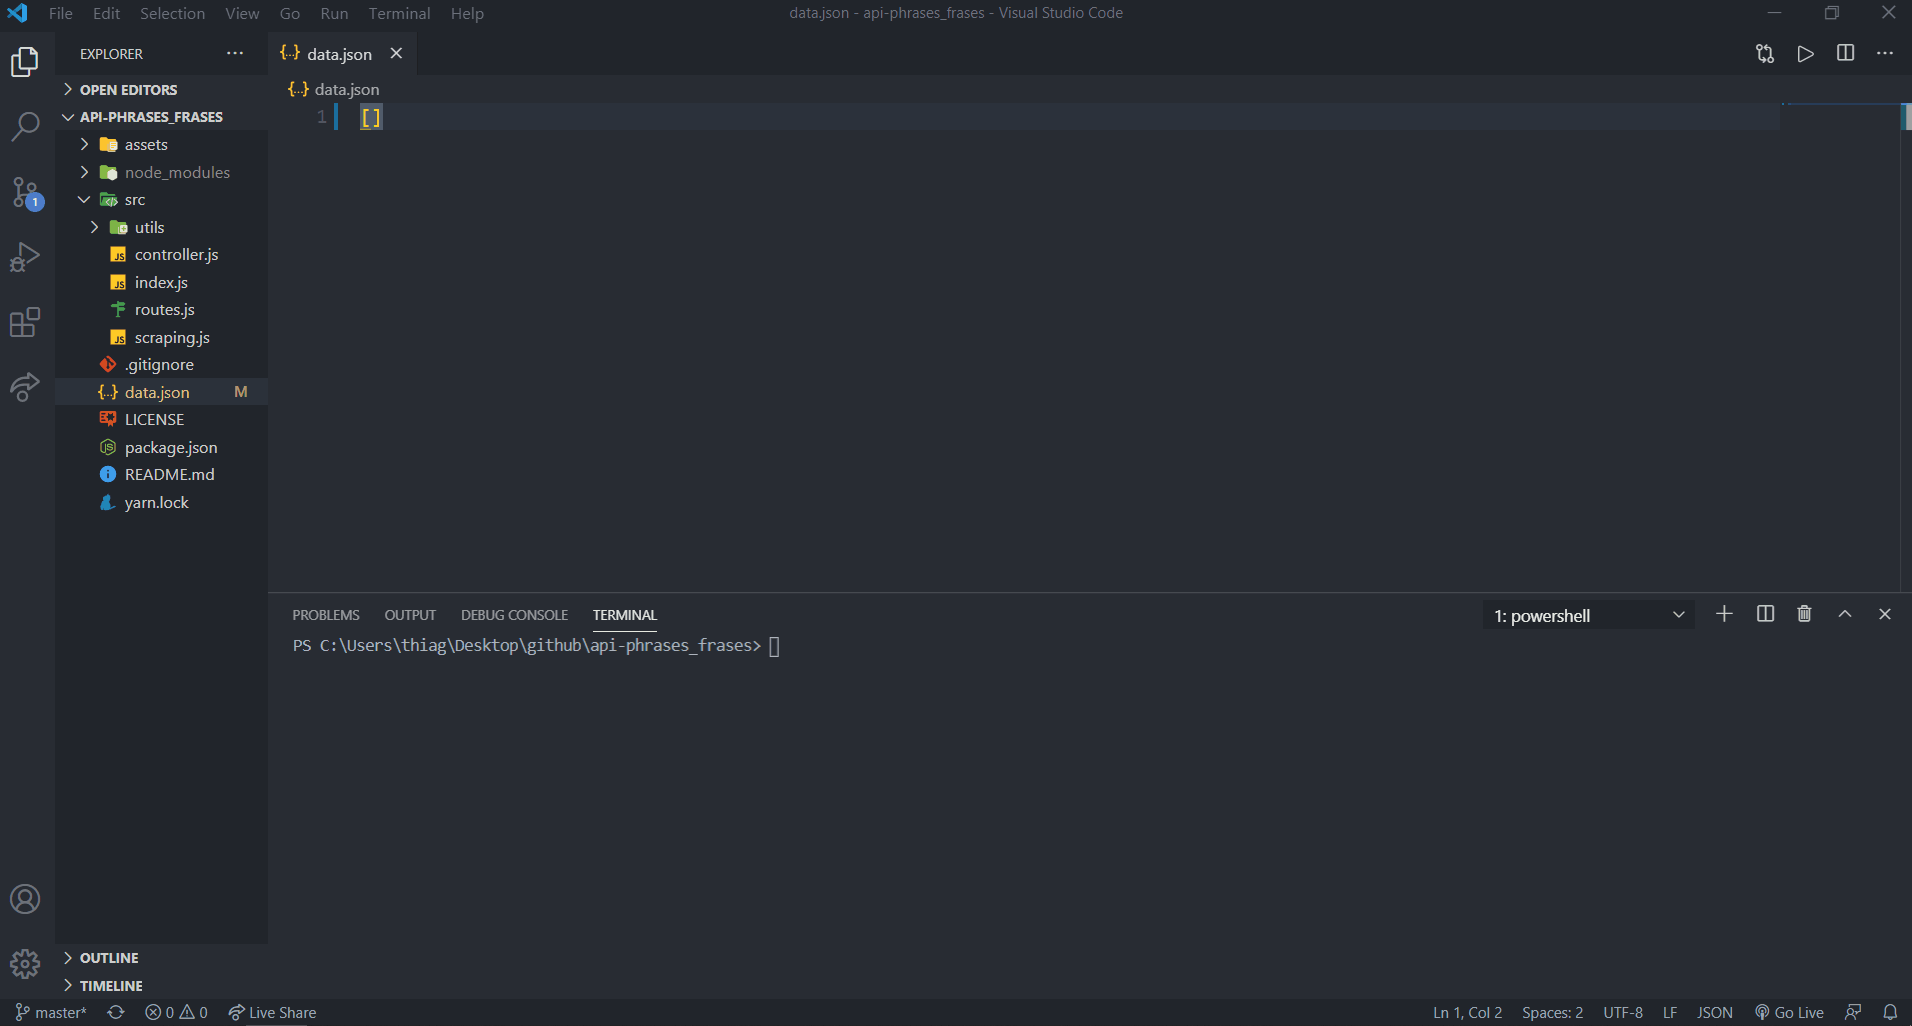 File Edit Selection View Go Run Terminal Help
data.json - api-phrases_frases - Visual Studio Code
EXPLORER
OPEN EDITORS
API-PHRASES_FRASES
assets
node_modules
src
utils
controller.js
index.js
routes.js
scraping.js
.gitignore
data.json M
LICENSE
package.json
README.md
yarn.lock
OUTLINE
TIMELINE
1
{..} data.json
{..} data.json
1 []
PROBLEMS OUTPUT DEBUG CONSOLE TERMINAL
1: powershell
PS C:\Users\thiag\Desktop\github\api-phrases_frases>
master* 0 0 Live Share
Ln 1, Col 2 Spaces: 2 UTF-8 LF JSON Go Live